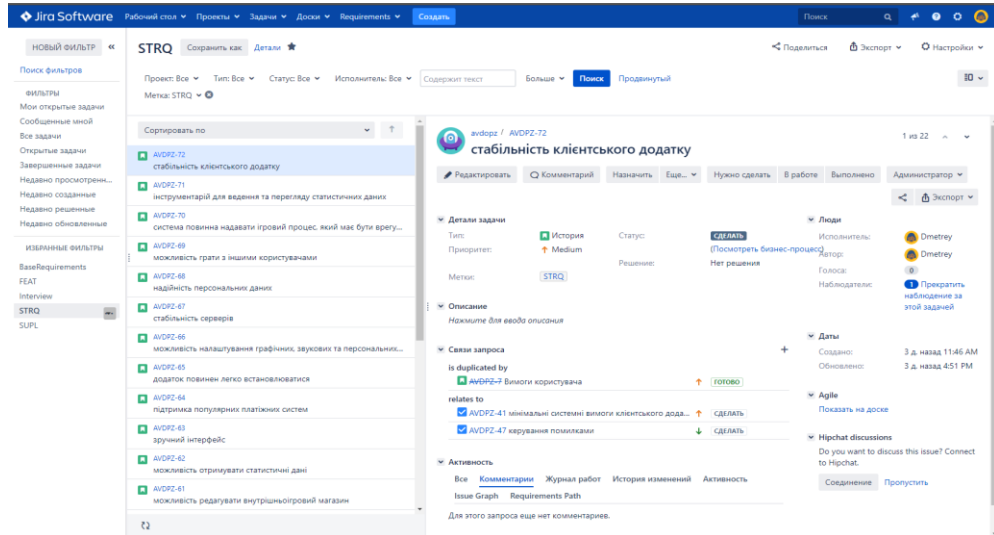 Jira Software Рабочий стол Проекты Задачи Доски Requirements Создать Поиск
НОВЫЙ ФИЛЬТР «
Поиск фильтров
ФИЛЬТРЫ
Мои открытые задачи
Сообщенные мной
Все задачи
Открытые задачи
Завершенные задачи
Недавно просмотренн...
Недавно созданные
Недавно решенные
Недавно обновленные
ИЗБРАННЫЕ ФИЛЬТРЫ
BaseRequirements
FEAT
Interview
STRQ
SUPL
STRQ Сохранить как Детали
Поделиться Экспорт Настройки
Проект: Все Тип: Все Статус: Все Исполнитель: Все Содержит текст Больше Поиск Продвинутый
Метка: STRQ
Сортировать по
AVDPZ-72
стабільність клієнтського додатку
AVDPZ-71
інструментарій для ведення та перегляду статистичних даних
AVDPZ-70
система повинна надавати ігровий процес, який має бути врегу...
AVDPZ-69
можливість грати з іншими користувачами
AVDPZ-68
надійність персональних даних
AVDPZ-67
стабільність серверів
AVDPZ-66
можливість налаштування графічних, звукових та персональних...
AVDPZ-65
додаток повинен легко встановлюватися
AVDPZ-64
підтримка популярних платіжних систем
AVDPZ-63
зручний інтерфейс
AVDPZ-62
можливість отримувати статистичні дані
AVDPZ-61
можливість редагувати внутрішньоігровий магазин
avdopz / AVDPZ-72
1 из 22
стабільність клієнтського додатку
Редактировать Комментарий Назначить Еще... Нужно сделать В работе Выполнено Администратор
Экспорт
Детали задачи
Тип: История Статус: СДЕЛАТЬ
Приоритет: Medium (Посмотреть бизнес-процесс)
Решение: Нет решения
Метки: STRQ
Описание
Нажмите для ввода описания
Связи запроса
is duplicated by
AVDPZ-7 Вимоги користувача ГОТОВО
relates to
AVDPZ-41 мінімальні системні вимоги клієнтського дода... СДЕЛАТЬ
AVDPZ-47 керування помилками СДЕЛАТЬ
Активность
Все Комментарии Журнал работ История изменений Активность
Issue Graph Requirements Path
Для этого запроса еще нет комментариев.
Люди
Исполнитель: Dmetrey
Автор: Dmetrey
Голоса: 0
Наблюдатели: 1 Прекратить
наблюдение за
этой задачей
Даты
Создано: 3 д. назад 11:46 AM
Обновлено: 3 д. назад 4:51 PM
Agile
Показать на доске
Hipchat discussions
Do you want to discuss this issue? Connect
to Hipchat.
Соединение Пропустить